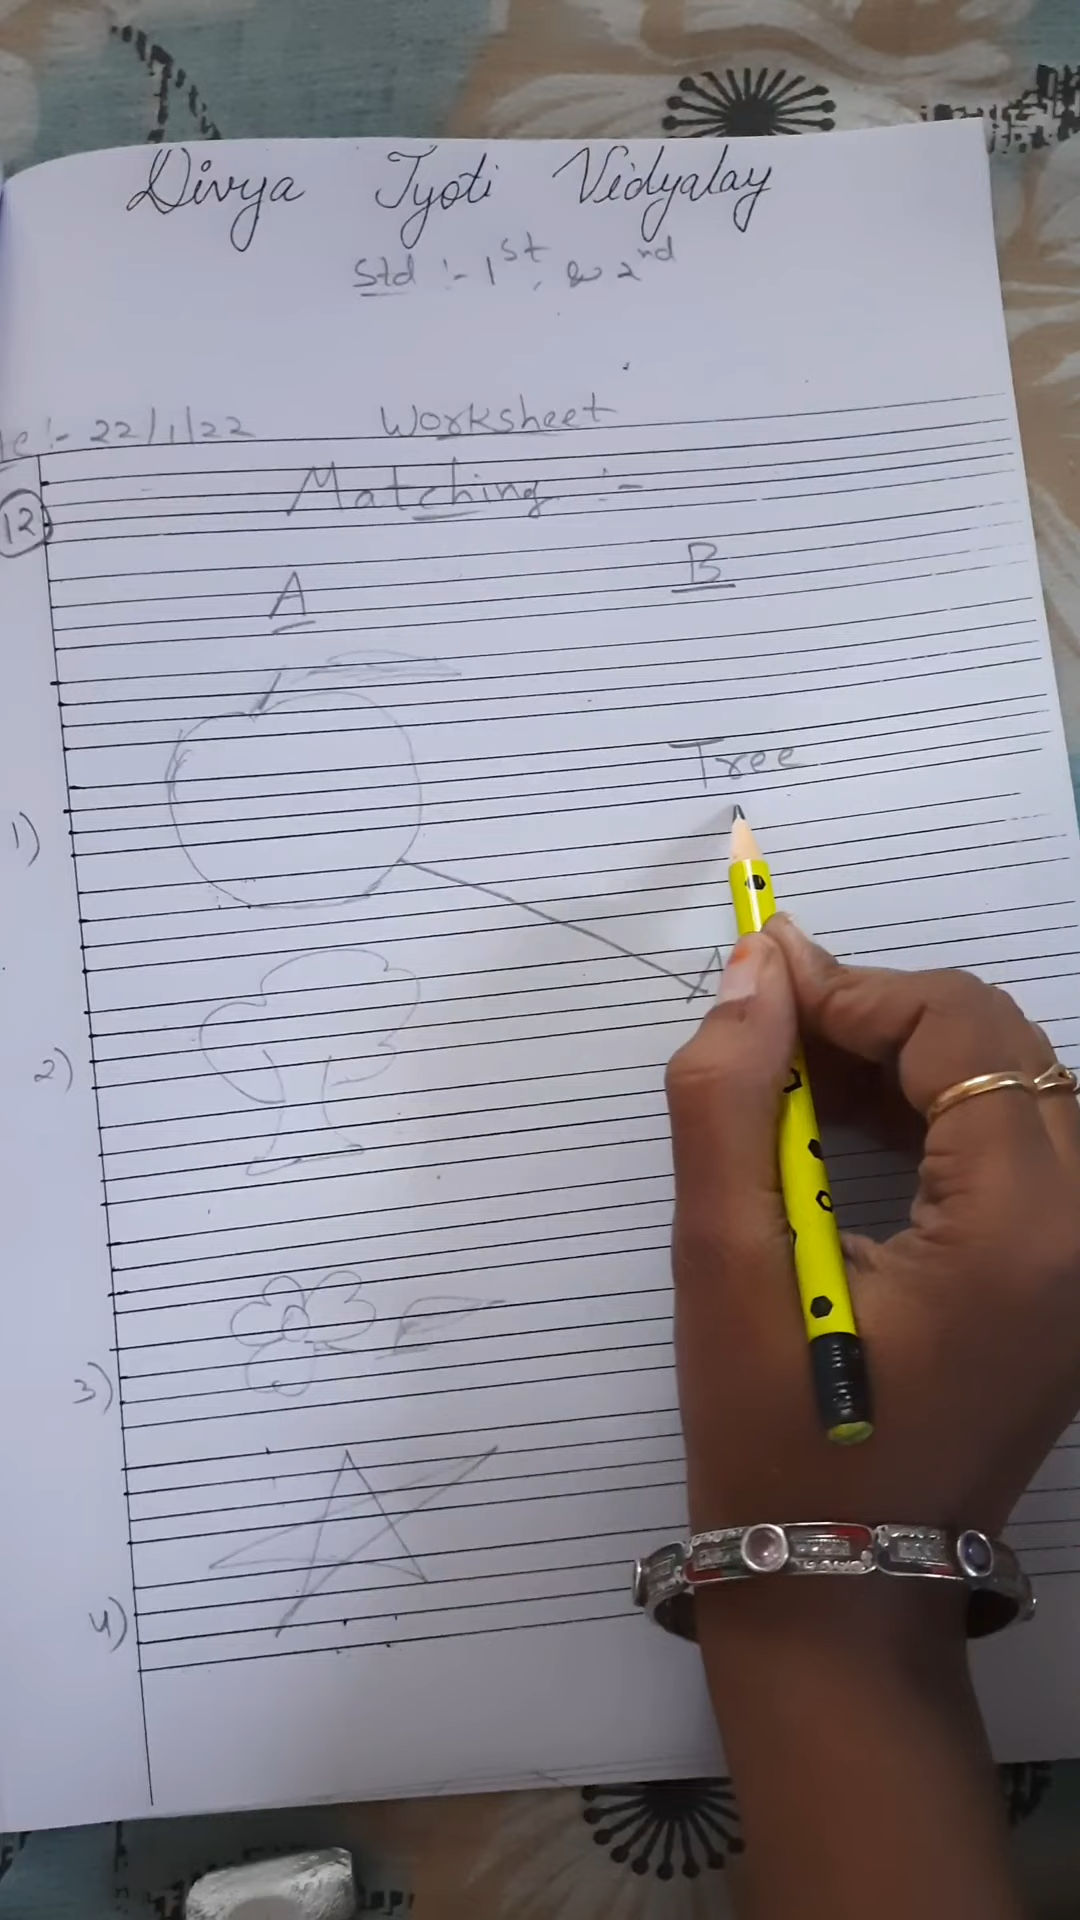 Divya Jyoti Vidyalay
Std :- 1st, & 2nd
:- 22/1/22 Worksheet
12 Matching :-
A B
1) Tree
2)
3)
4)